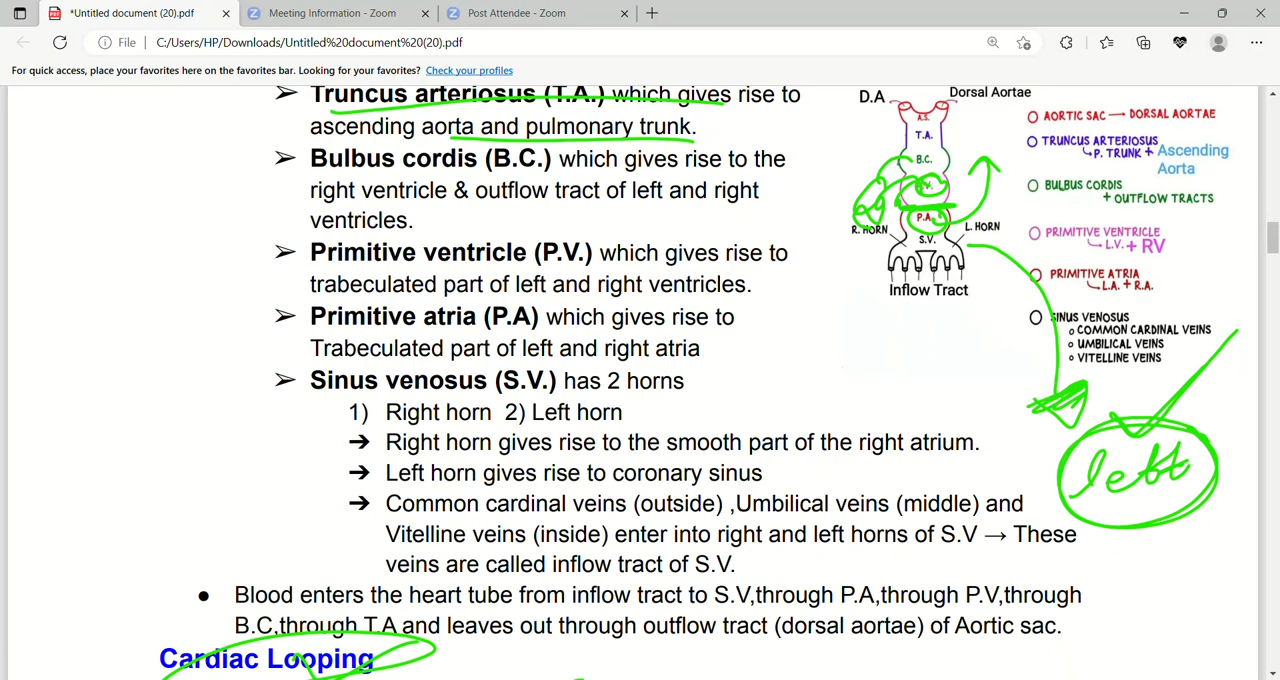 *Untitled document (20).pdf
Meeting Information - Zoom
Post Attendee - Zoom
File
C:/Users/HP/Downloads/Untitled%20document%20(20).pdf
For quick access, place your favorites here on the favorites bar. Looking for your favorites? Check your profiles
➢ Truncus arteriosus (T.A.) which gives rise to
ascending aorta and pulmonary trunk.
➢ Bulbus cordis (B.C.) which gives rise to the
right ventricle & outflow tract of left and right
ventricles.
➢ Primitive ventricle (P.V.) which gives rise to
trabeculated part of left and right ventricles.
➢ Primitive atria (P.A) which gives rise to
Trabeculated part of left and right atria
➢ Sinus venosus (S.V.) has 2 horns
1) Right horn 2) Left horn
➔ Right horn gives rise to the smooth part of the right atrium.
➔ Left horn gives rise to coronary sinus
➔ Common cardinal veins (outside) ,Umbilical veins (middle) and
Vitelline veins (inside) enter into right and left horns of S.V → These
veins are called inflow tract of S.V.
● Blood enters the heart tube from inflow tract to S.V,through P.A,through P.V,through
B.C,through T.A and leaves out through outflow tract (dorsal aortae) of Aortic sac.
Cardiac Looping
D.A
Dorsal Aortae
A.S.
T.A.
B.C.
P.A.
R. HORN
S.V.
L. HORN
Inflow Tract
AORTIC SAC → DORSAL AORTAE
TRUNCUS ARTERIOSUS
P. TRUNK + Ascending
Aorta
BULBUS CORDIS
+ OUTFLOW TRACTS
PRIMITIVE VENTRICLE
L.V. + RV
PRIMITIVE ATRIA
L.A. + R.A.
SINUS VENOSUS
COMMON CARDINAL VEINS
UMBILICAL VEINS
VITELLINE VEINS
left